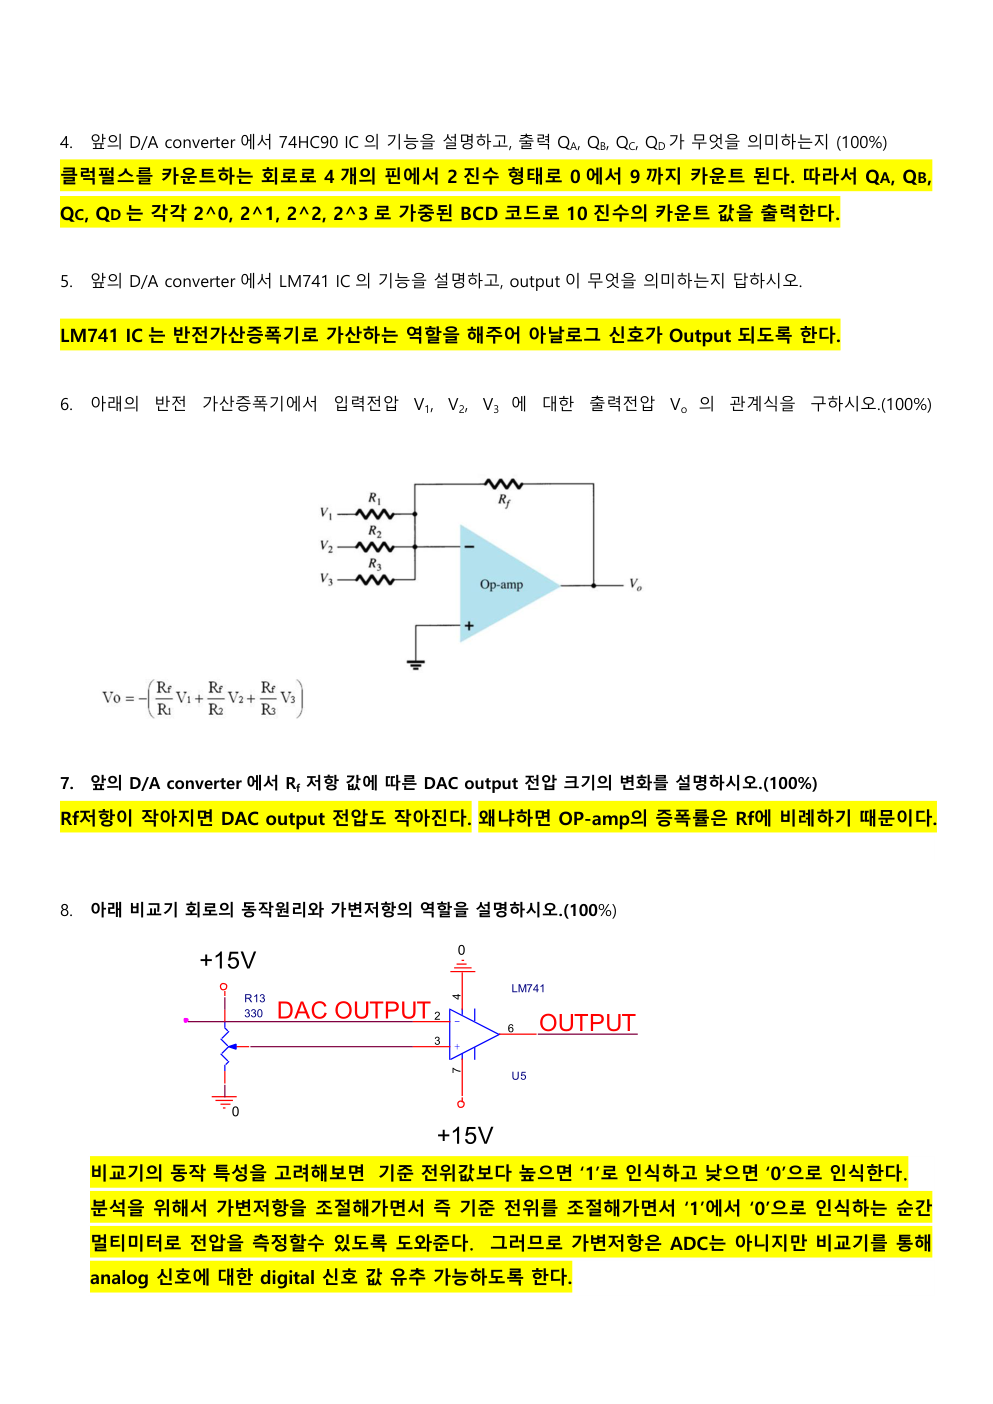 4. 앞의 D/A converter 에서 74HC90 IC 의 기능을 설명하고, 출력 QA, QB, QC, QD 가 무엇을 의미하는지 (100%)
클럭펄스를 카운트하는 회로로 4 개의 핀에서 2 진수 형태로 0 에서 9 까지 카운트 된다. 따라서 QA, QB,
QC, QD 는 각각 2^0, 2^1, 2^2, 2^3 로 가중된 BCD 코드로 10 진수의 카운트 값을 출력한다.
5. 앞의 D/A converter 에서 LM741 IC 의 기능을 설명하고, output 이 무엇을 의미하는지 답하시오.
LM741 IC 는 반전가산증폭기로 가산하는 역할을 해주어 아날로그 신호가 Output 되도록 한다.
6. 아래의 반전 가산증폭기에서 입력전압 V1, V2, V3 에 대한 출력전압 Vo 의 관계식을 구하시오.(100%)
R1
Rf
V1
R2
V2
R3
V3
Op-amp
Vo
Vo = -(Rf/R1 V1 + Rf/R2 V2 + Rf/R3 V3)
7. 앞의 D/A converter 에서 Rf 저항 값에 따른 DAC output 전압 크기의 변화를 설명하시오.(100%)
Rf저항이 작아지면 DAC output 전압도 작아진다. 왜냐하면 OP-amp의 증폭률은 Rf에 비례하기 때문이다.
8. 아래 비교기 회로의 동작원리와 가변저항의 역할을 설명하시오.(100%)
0
+15V
R13
330
DAC OUTPUT
LM741
4
2
-
6
OUTPUT
3
+
7
U5
0
+15V
비교기의 동작 특성을 고려해보면 기준 전위값보다 높으면 ‘1’로 인식하고 낮으면 ‘0’으로 인식한다.
분석을 위해서 가변저항을 조절해가면서 즉 기준 전위를 조절해가면서 ‘1’에서 ‘0’으로 인식하는 순간
멀티미터로 전압을 측정할수 있도록 도와준다. 그러므로 가변저항은 ADC는 아니지만 비교기를 통해
analog 신호에 대한 digital 신호 값 유추 가능하도록 한다.